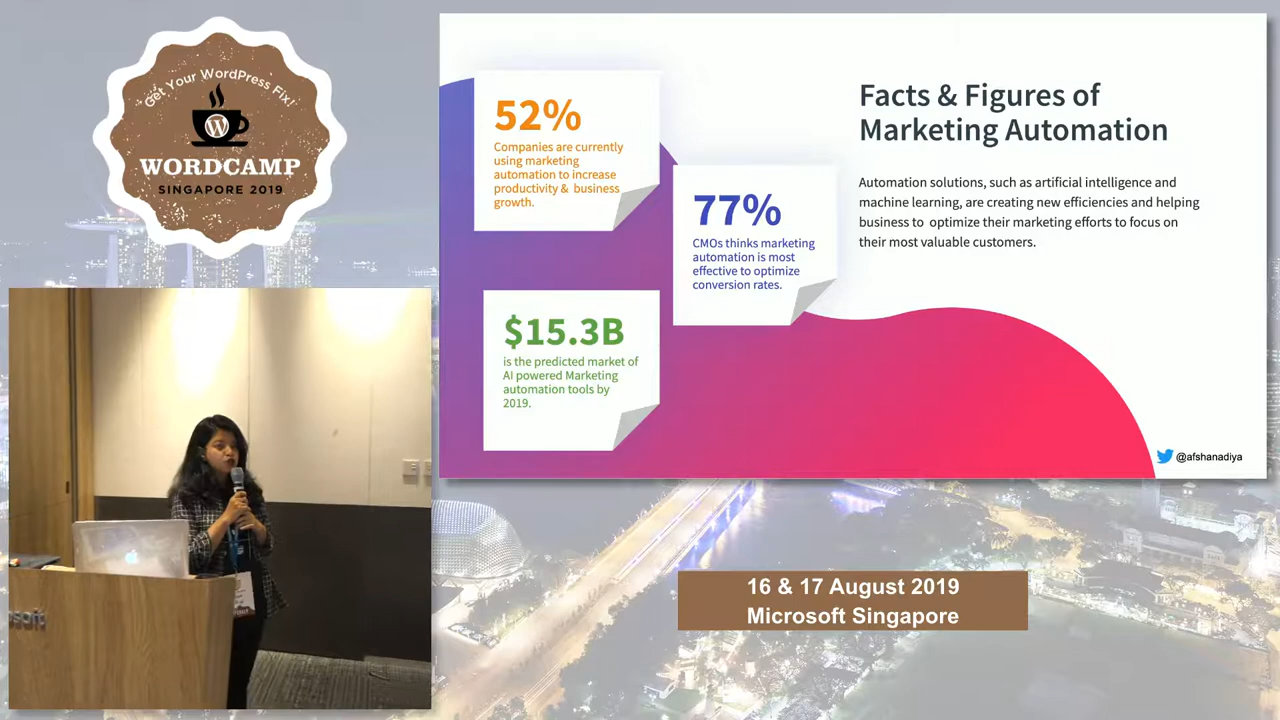 Get Your WordPress Fix!
WORDCAMP
SINGAPORE 2019
52%
Companies are currently
using marketing
automation to increase
productivity & business
growth.
77%
CMOs thinks marketing
automation is most
effective to optimize
conversion rates.
$15.3B
is the predicted market of
AI powered Marketing
automation tools by
2019.
Facts & Figures of
Marketing Automation
Automation solutions, such as artificial intelligence and
machine learning, are creating new efficiencies and helping
business to optimize their marketing efforts to focus on
their most valuable customers.
@afshanadiya
16 & 17 August 2019
Microsoft Singapore